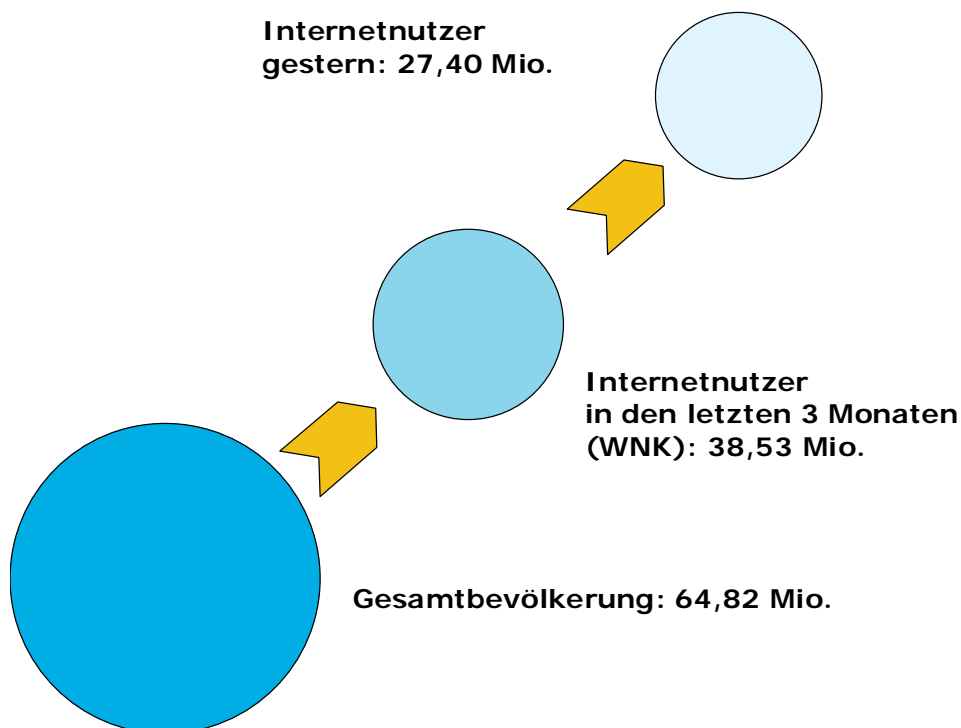 Internetnutzer
gestern: 27,40 Mio.
Internetnutzer
in den letzten 3 Monaten
(WNK): 38,53 Mio.
Gesamtbevölkerung: 64,82 Mio.